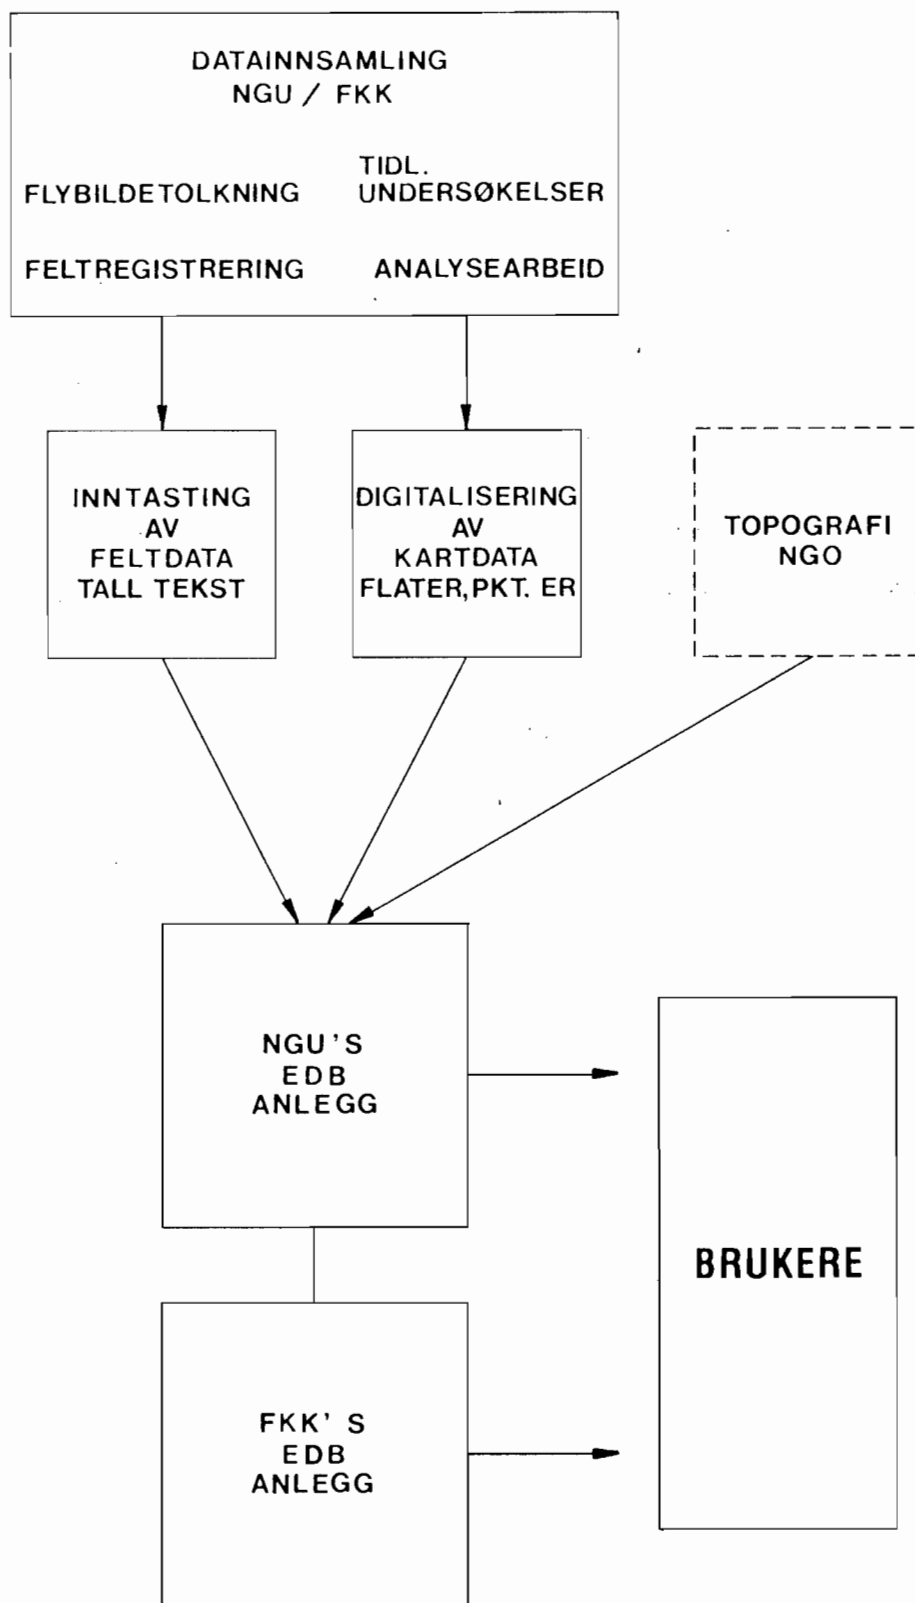 DATAINNSAMLING
NGU / FKK
FLYBILDETOLKNING
TIDL.
UNDERSØKELSER
FELTREGISTRERING
ANALYSEARBEID
INNTASTING
AV
FELTDATA
TALL TEKST
DIGITALISERING
AV
KARTDATA
FLATER, PKT. ER
TOPOGRAFI
NGO
NGU'S
EDB
ANLEGG
BRUKERE
FKK' S
EDB
ANLEGG